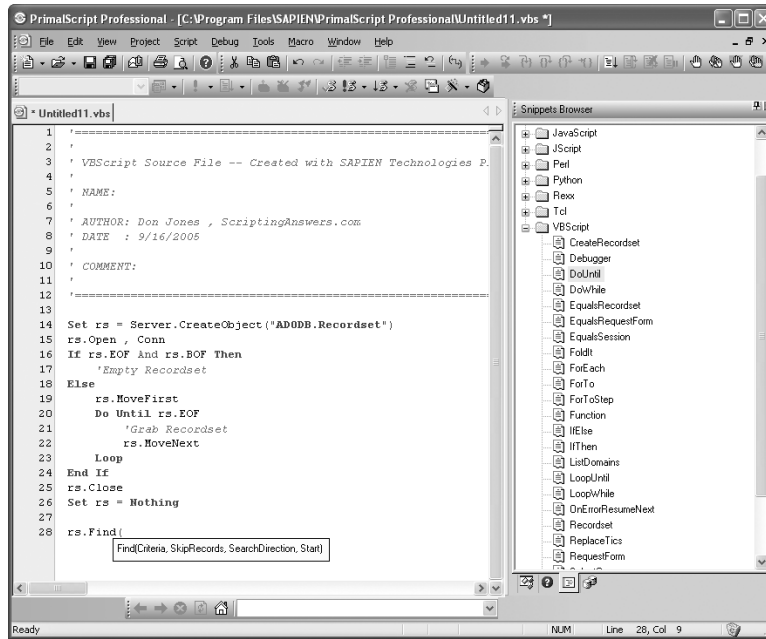 PrimalScript Professional - [C:\Program Files\SAPIEN\PrimalScript Professional\Untitled11.vbs *]
File Edit View Project Script Debug Tools Macro Window Help
* Untitled11.vbs
1 '==============================================================
2 '
3 ' VBScript Source File -- Created with SAPIEN Technologies P
4 '
5 ' NAME:
6 '
7 ' AUTHOR: Don Jones , ScriptingAnswers.com
8 ' DATE  : 9/16/2005
9 '
10 ' COMMENT:
11 '
12 '==============================================================
13
14 Set rs = Server.CreateObject("ADODB.Recordset")
15 rs.Open , Conn
16 If rs.EOF And rs.BOF Then
17     'Empty Recordset
18 Else
19     rs.MoveFirst
20     Do Until rs.EOF
21         'Grab Recordset
22         rs.MoveNext
23     Loop
24 End If
25 rs.Close
26 Set rs = Nothing
27
28 rs.Find(
Find(Criteria, SkipRecords, SearchDirection, Start)
Snippets Browser
JavaScript
JScript
Perl
Python
Rexx
Tcl
VBScript
CreateRecordset
Debugger
DoUntil
DoWhile
EqualsRecordset
EqualsRequestForm
EqualsSession
FoldIt
ForEach
ForTo
ForToStep
Function
IfElse
IfThen
ListDomains
LoopUntil
LoopWhile
OnErrorResumeNext
Recordset
ReplaceTics
RequestForm
Ready
NUM Line 28, Col 9